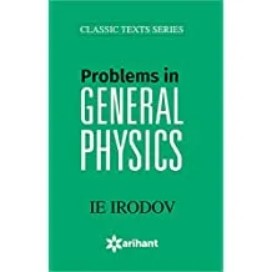 CLASSIC TEXTS SERIES
Problems in
GENERAL
PHYSICS
IE IRODOV
arihant